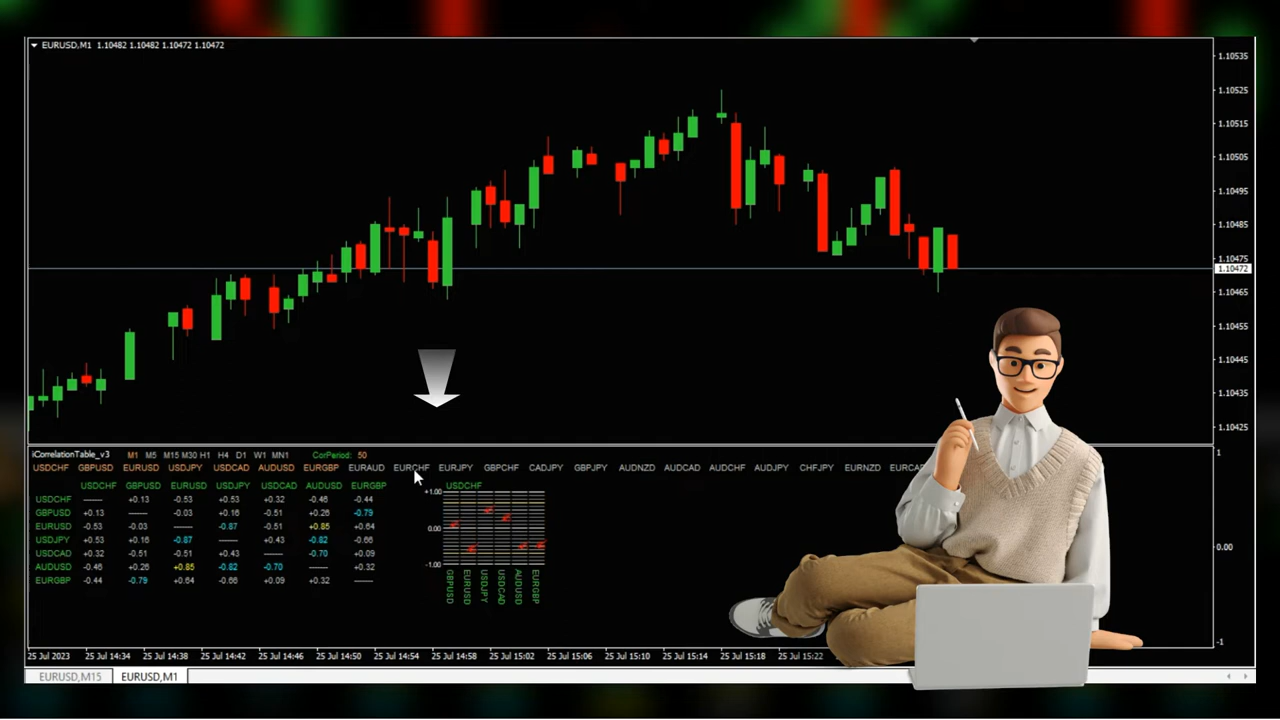 EURUSD,M1 1.10482 1.10482 1.10472 1.10472
1.10535
1.10525
1.10515
1.10505
1.10495
1.10485
1.10475
1.10472
1.10465
1.10455
1.10445
1.10435
1.10425
iCorrelationTable_v3 M1 M5 M15 M30 H1 H4 D1 W1 MN1 CorPeriod: 50
USDCHF GBPUSD EURUSD USDJPY USDCAD AUDUSD EURGBP EURAUD EURCHF EURJPY GBPCHF CADJPY GBPJPY AUDNZD AUDCAD AUDCHF AUDJPY CHFJPY EURNZD EURCA
USDCHF GBPUSD EURUSD USDJPY USDCAD AUDUSD EURGBP
USDCHF ---- +0.13 -0.53 +0.53 +0.32 -0.46 -0.44
GBPUSD +0.13 ---- -0.03 +0.16 -0.51 +0.26 -0.79
EURUSD -0.53 -0.03 ---- -0.87 -0.51 +0.85 +0.64
USDJPY +0.53 +0.16 -0.87 ---- +0.43 -0.82 -0.66
USDCAD +0.32 -0.51 -0.51 +0.43 ---- -0.70 +0.09
AUDUSD -0.46 +0.26 +0.85 -0.82 -0.70 ---- +0.32
EURGBP -0.44 -0.79 +0.64 -0.66 +0.09 +0.32 ----
USDCHF
+1.00
0.00
-1.00
GBPUSD
EURUSD
USDJPY
USDCAD
AUDUSD
EURGBP
1
0.00
-1
25 Jul 2023 25 Jul 14:34 25 Jul 14:38 25 Jul 14:42 25 Jul 14:46 25 Jul 14:50 25 Jul 14:54 25 Jul 14:58 25 Jul 15:02 25 Jul 15:06 25 Jul 15:10 25 Jul 15:14 25 Jul 15:18 25 Jul 15:22
EURUSD,M15 EURUSD,M1